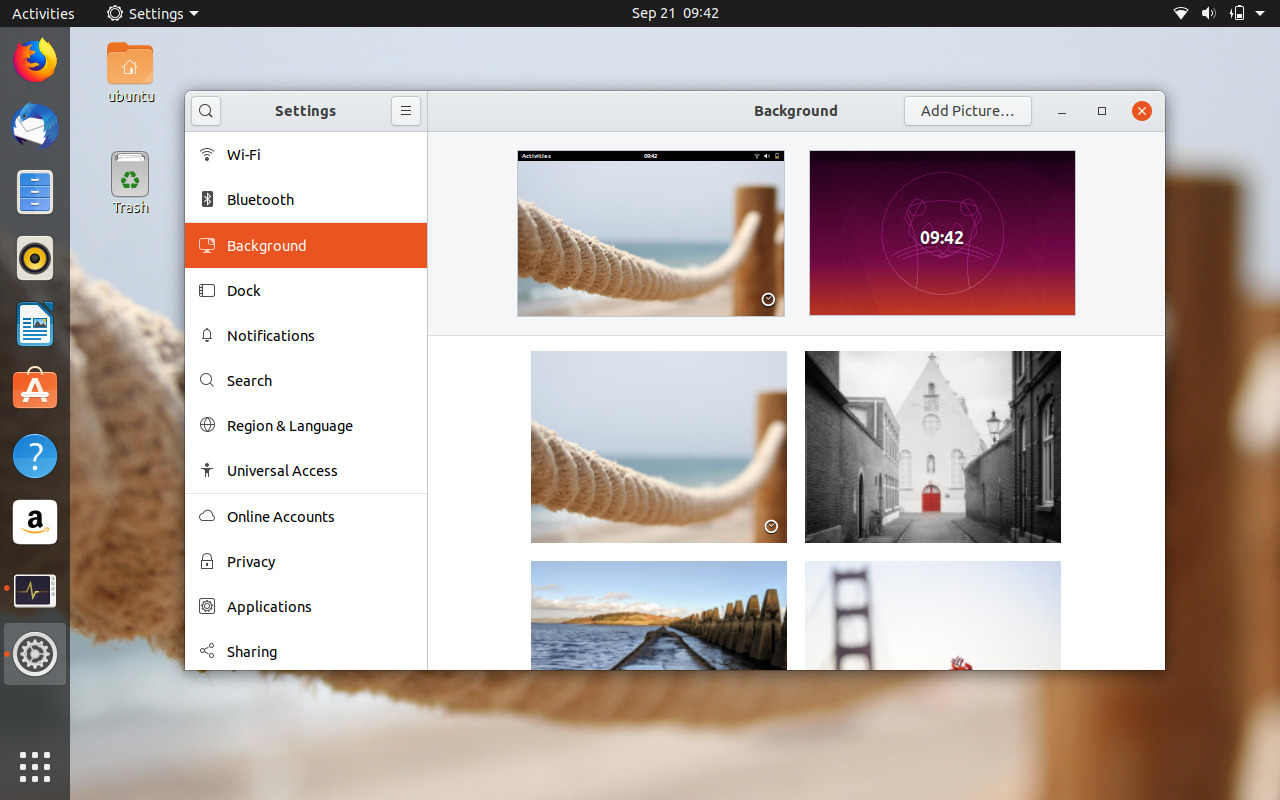 Activities
Settings
Sep 21 09:42
ubuntu
Trash
Settings
Background
Add Picture…
Wi-Fi
Bluetooth
Background
Dock
Notifications
Search
Region & Language
Universal Access
Online Accounts
Privacy
Applications
Sharing
Activities
09:42
09:42
?
a